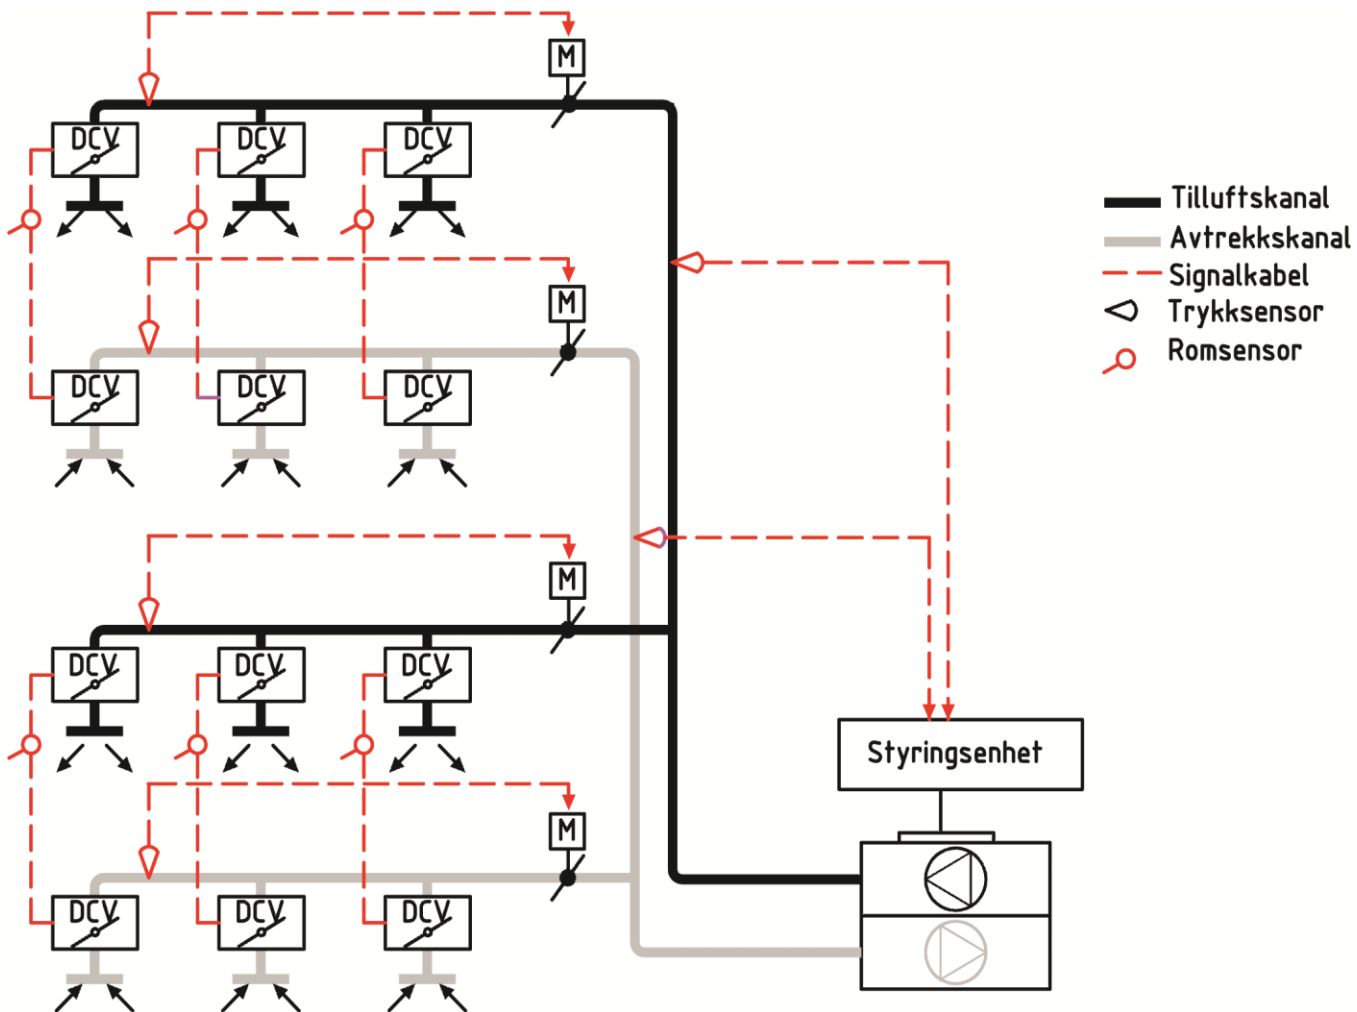 M
DCV DCV DCV
Tilluftskanal
Avtrekkskanal
Signalkabel
Trykksensor
Romsensor
M
DCV DCV DCV
M
DCV DCV DCV
Styringsenhet
M
DCV DCV DCV